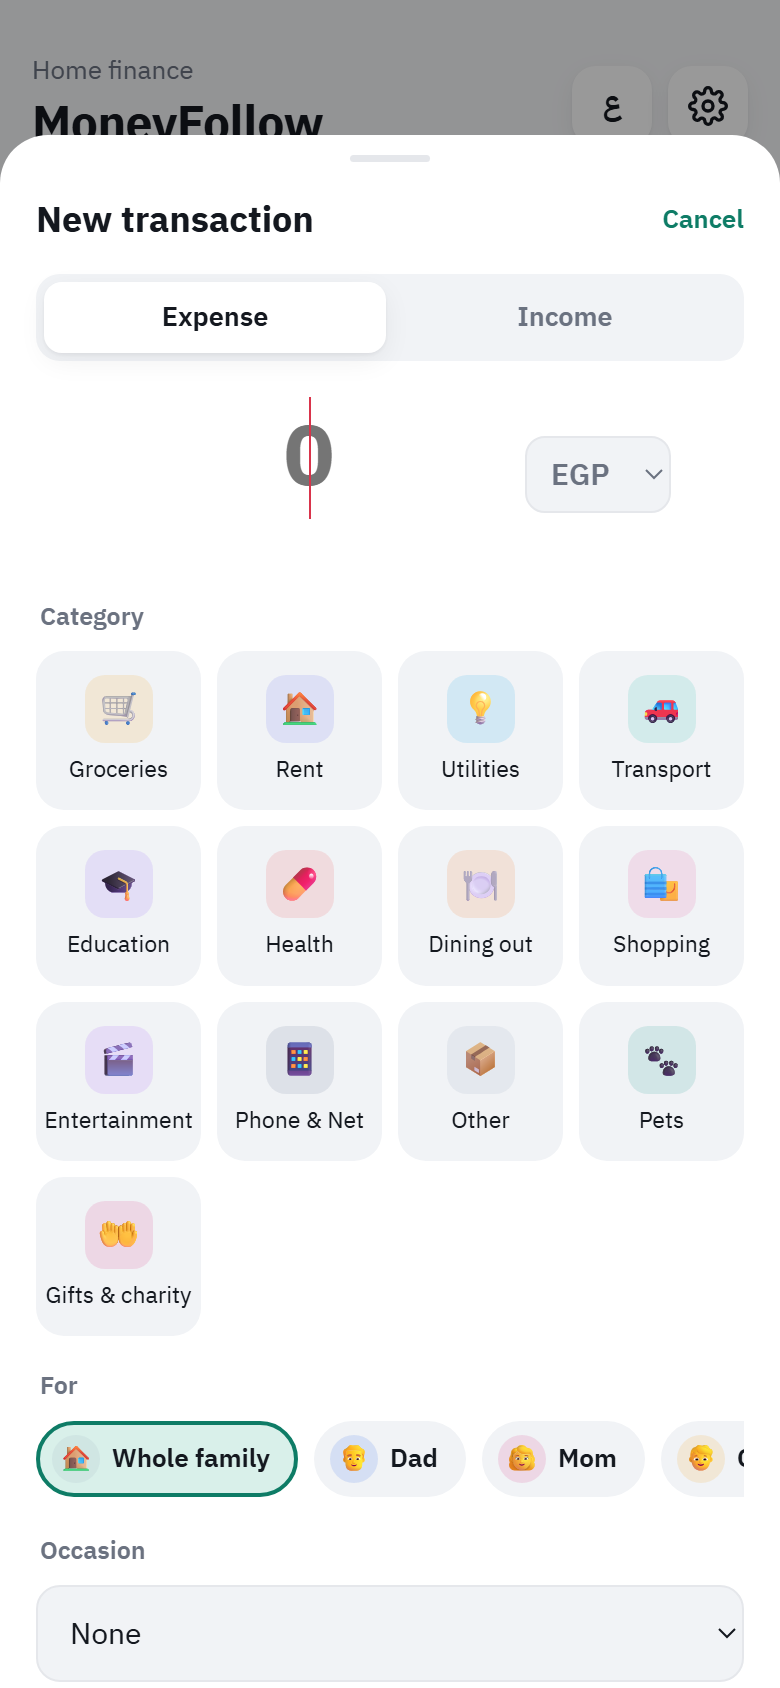 Home finance
MoneyFollow
ع
New transaction
Cancel
Expense
Income
0
EGP
Category
Groceries
Rent
Utilities
Transport
Education
Health
Dining out
Shopping
Entertainment
Phone & Net
Other
Pets
Gifts & charity
For
Whole family
Dad
Mom
Occasion
None